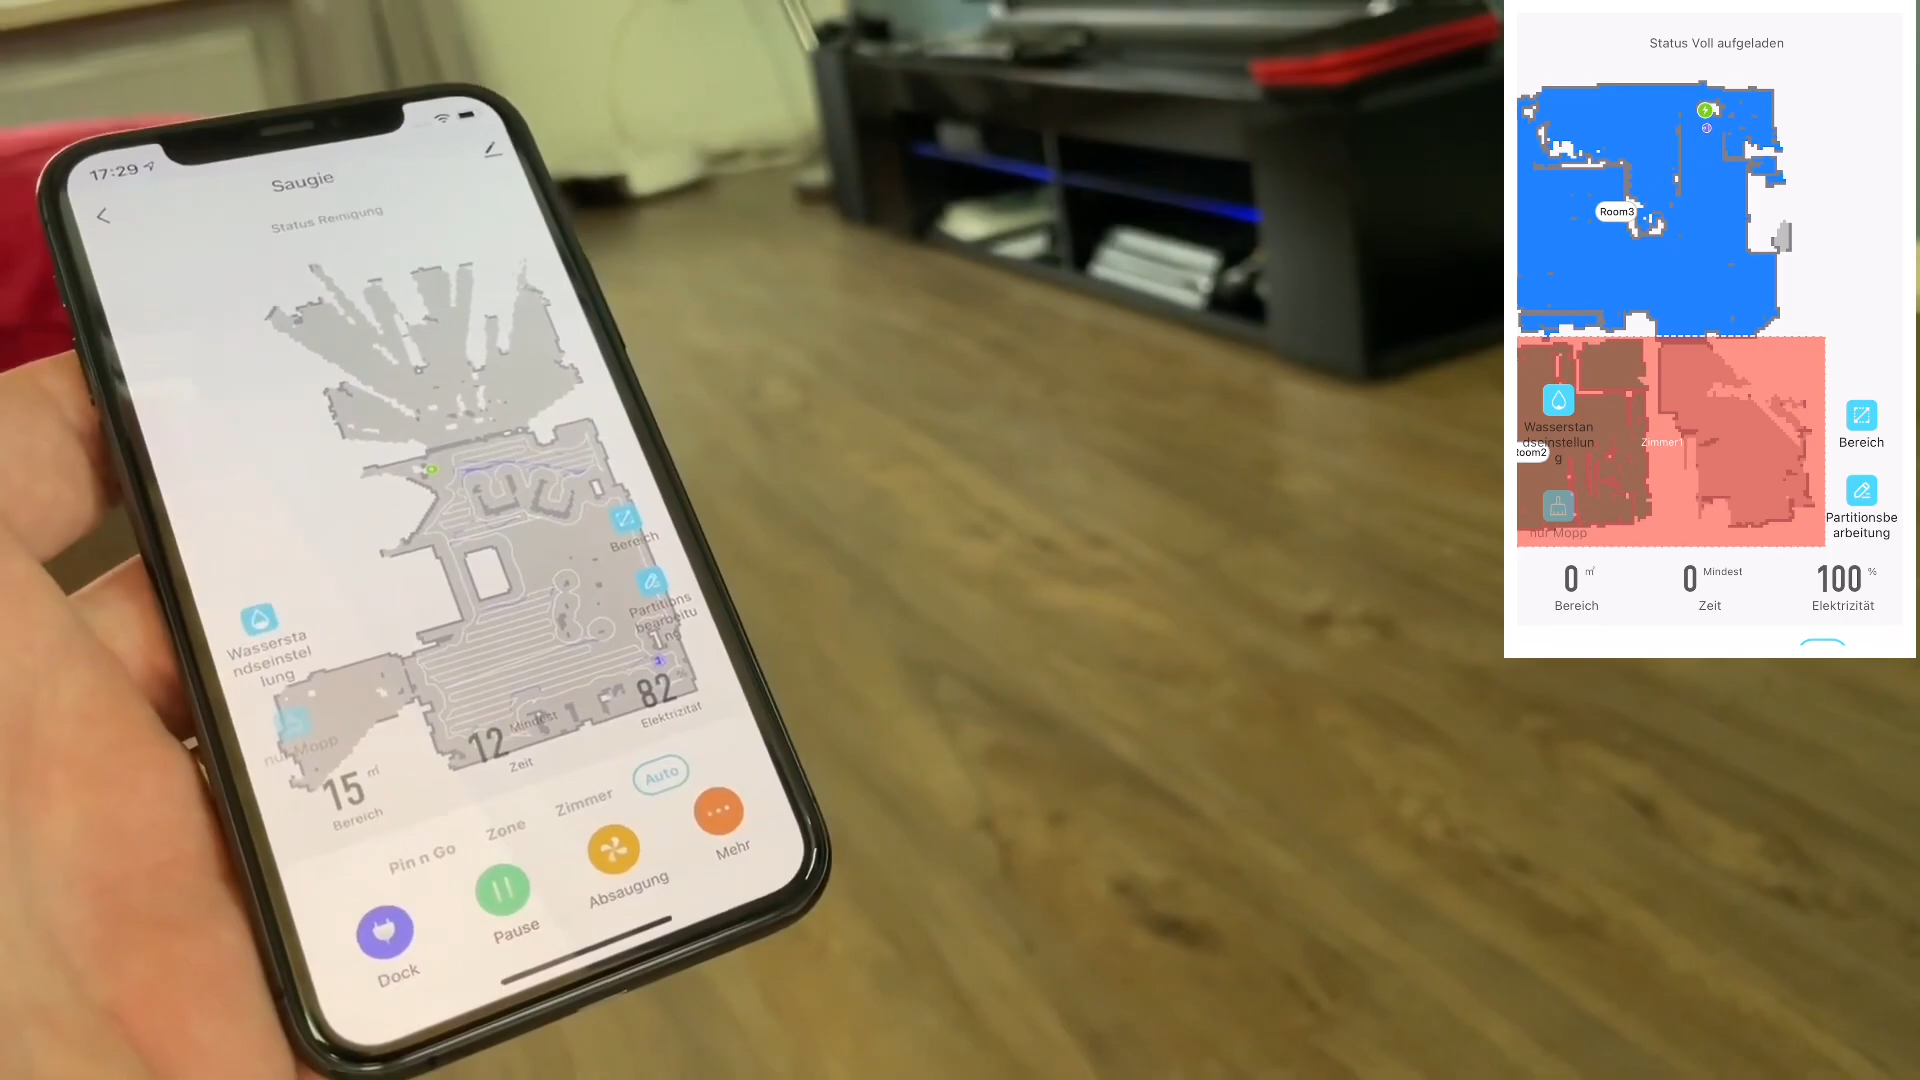 17:29
Saugie
Status Reinigung
Bereich
Partitions
bearbeitu
ng
Wassersta
ndseinstel
lung
nur Mopp
15 ㎡
Bereich
12 Mindest
Zeit
82 %
Elektrizität
Pin n Go
Zone
Zimmer
Auto
Dock
Pause
Absaugung
Mehr
Status Voll aufgeladen
Room3
Wasserstan
dseinstellun
g
Zimmer1
Room2
nur Mopp
Bereich
Partitionsbe
arbeitung
0 ㎡
Bereich
0 Mindest
Zeit
100 %
Elektrizität